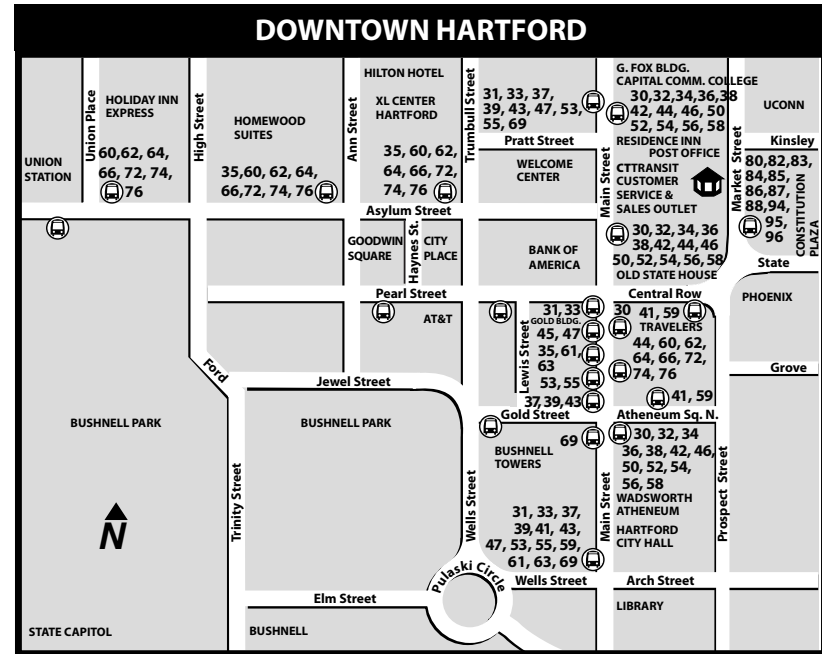 DOWNTOWN HARTFORD
Union Place
HOLIDAY INN
EXPRESS
60,62, 64,
66, 72, 74,
76
UNION
STATION
High Street
HOMEWOOD
SUITES
35,60, 62, 64,
66,72, 74, 76
Ann Street
HILTON HOTEL
XL CENTER
HARTFORD
35, 60, 62,
64, 66, 72,
74, 76
Trumbull Street
31, 33, 37,
39, 43, 47, 53,
55, 69
Pratt Street
WELCOME
CENTER
Main Street
G. FOX BLDG.
CAPITAL COMM. COLLEGE
30,32,34,36,38
42, 44, 46, 50
52, 54, 56, 58
RESIDENCE INN
POST OFFICE
CTTRANSIT
CUSTOMER
SERVICE &
SALES OUTLET
30, 32, 34, 36
38, 42, 44, 46
50, 52, 54, 56, 58
OLD STATE HOUSE
Market Street
UCONN
Kinsley
80, 82, 83,
84, 85,
86, 87,
88, 94,
95,
96
CONSTITUTION
PLAZA
State
Asylum Street
GOODWIN
SQUARE
Haynes St.
CITY
PLACE
BANK OF
AMERICA
Pearl Street
Central Row
PHOENIX
AT&T
Lewis Street
31, 33
GOLD BLDG.
45, 47
35, 61,
63
53, 55
37,39, 43
30 41, 59
TRAVELERS
44, 60, 62,
64, 66, 72,
74, 76
41, 59
Grove
Ford
Jewel Street
Gold Street
Atheneum Sq. N.
BUSHNELL PARK
BUSHNELL PARK
69
BUSHNELL
TOWERS
30, 32, 34
36, 38, 42, 46,
50, 52, 54,
56, 58
WADSWORTH
ATHENEUM
HARTFORD
CITY HALL
Prospect Street
Main Street
Trinity Street
Wells Street
31, 33, 37,
39, 41, 43,
47, 53, 55, 59,
61, 63, 69
N
Pulaski Circle
Wells Street
Arch Street
Elm Street
LIBRARY
STATE CAPITOL
BUSHNELL